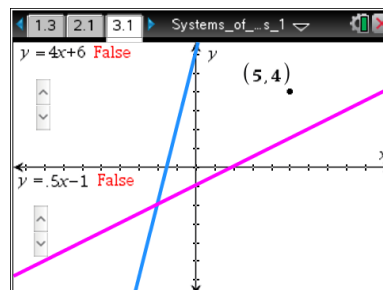 1.3 2.1 3.1 Systems_of_...s_1
y = 4x+6 False
y
(5,4)
x
y = .5x-1 False